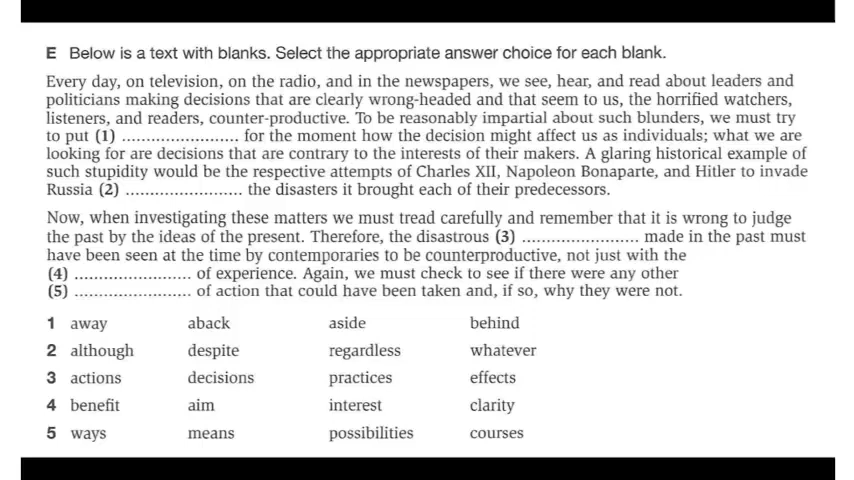 E Below is a text with blanks. Select the appropriate answer choice for each blank.
Every day, on television, on the radio, and in the newspapers, we see, hear, and read about leaders and
politicians making decisions that are clearly wrong-headed and that seem to us, the horrified watchers,
listeners, and readers, counter-productive. To be reasonably impartial about such blunders, we must try
to put (1) ........................ for the moment how the decision might affect us as individuals; what we are
looking for are decisions that are contrary to the interests of their makers. A glaring historical example of
such stupidity would be the respective attempts of Charles XII, Napoleon Bonaparte, and Hitler to invade
Russia (2) ........................ the disasters it brought each of their predecessors.
Now, when investigating these matters we must tread carefully and remember that it is wrong to judge
the past by the ideas of the present. Therefore, the disastrous (3) ........................ made in the past must
have been seen at the time by contemporaries to be counterproductive, not just with the
(4) ........................ of experience. Again, we must check to see if there were any other
(5) ........................ of action that could have been taken and, if so, why they were not.
1 away aback aside behind
2 although despite regardless whatever
3 actions decisions practices effects
4 benefit aim interest clarity
5 ways means possibilities courses